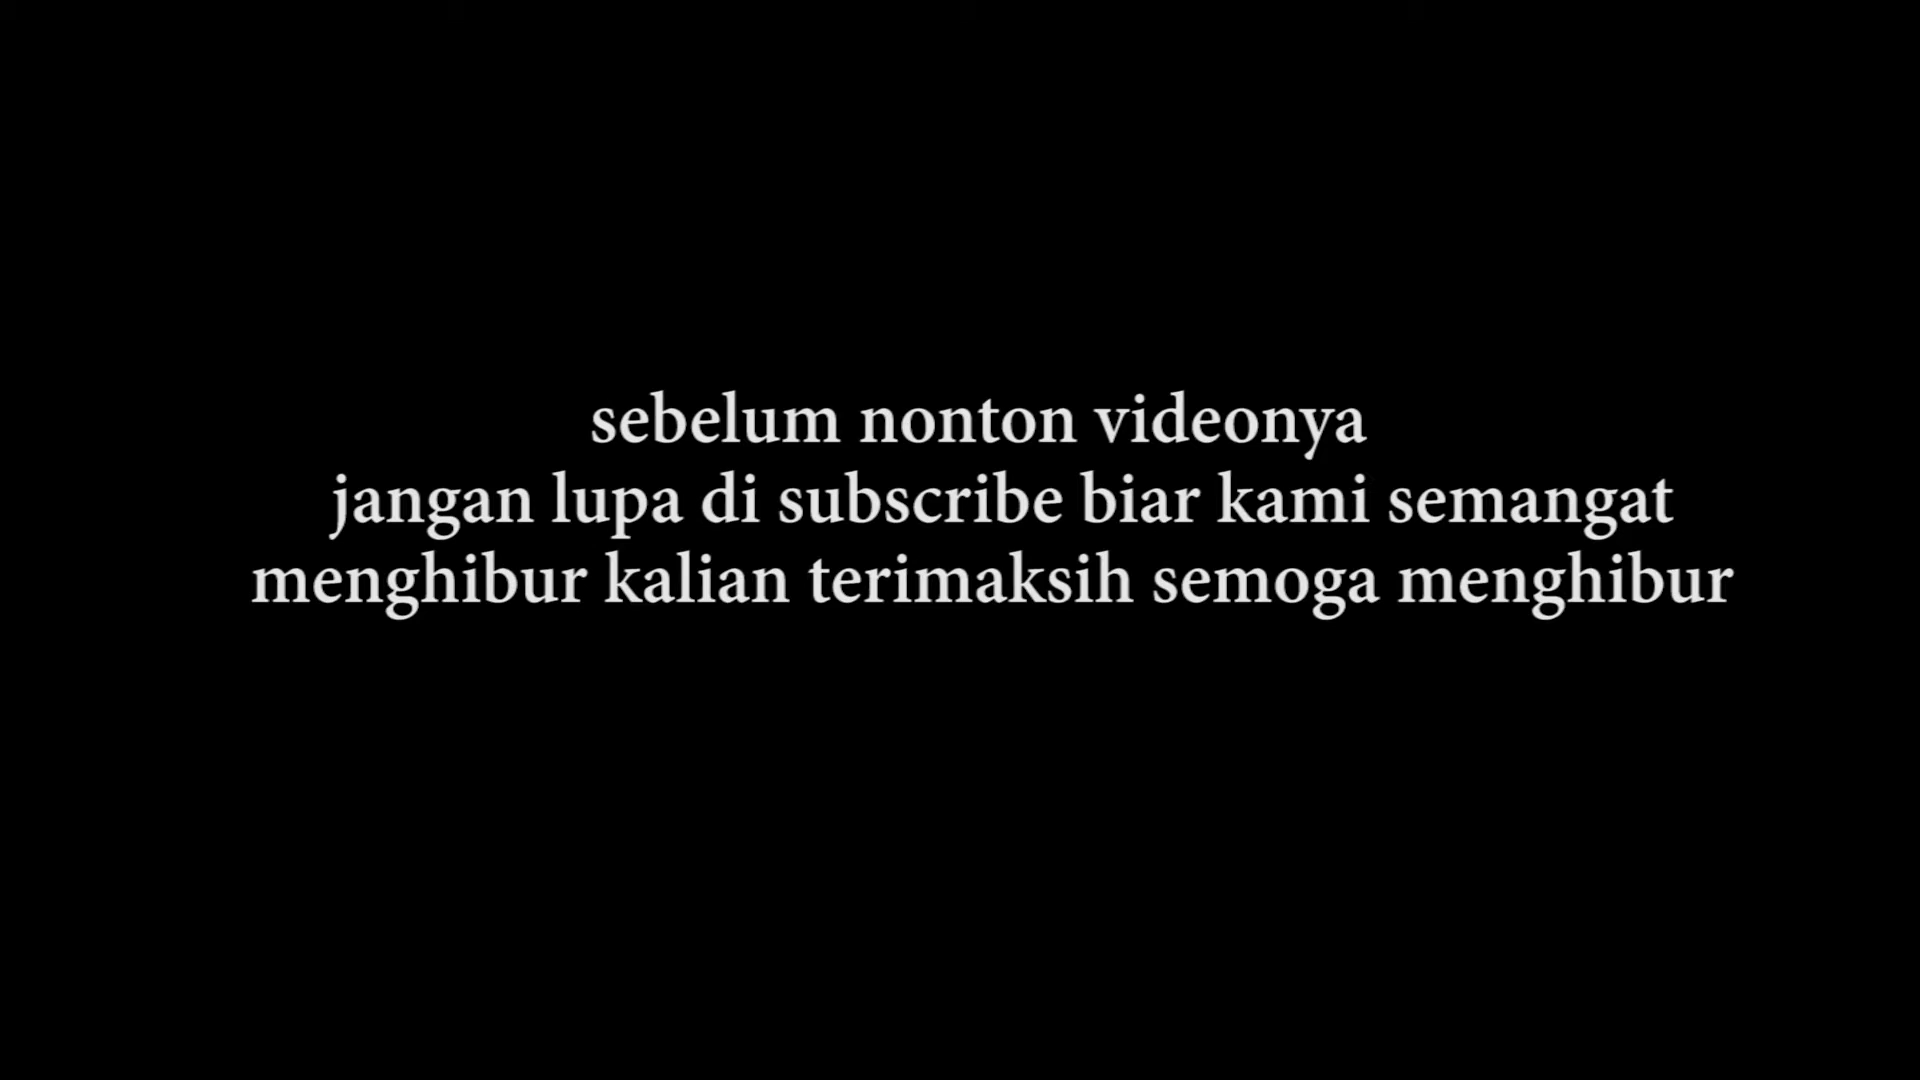 sebelum nonton videonya
jangan lupa di subscribe biar kami semangat
menghibur kalian terimaksih semoga menghibur